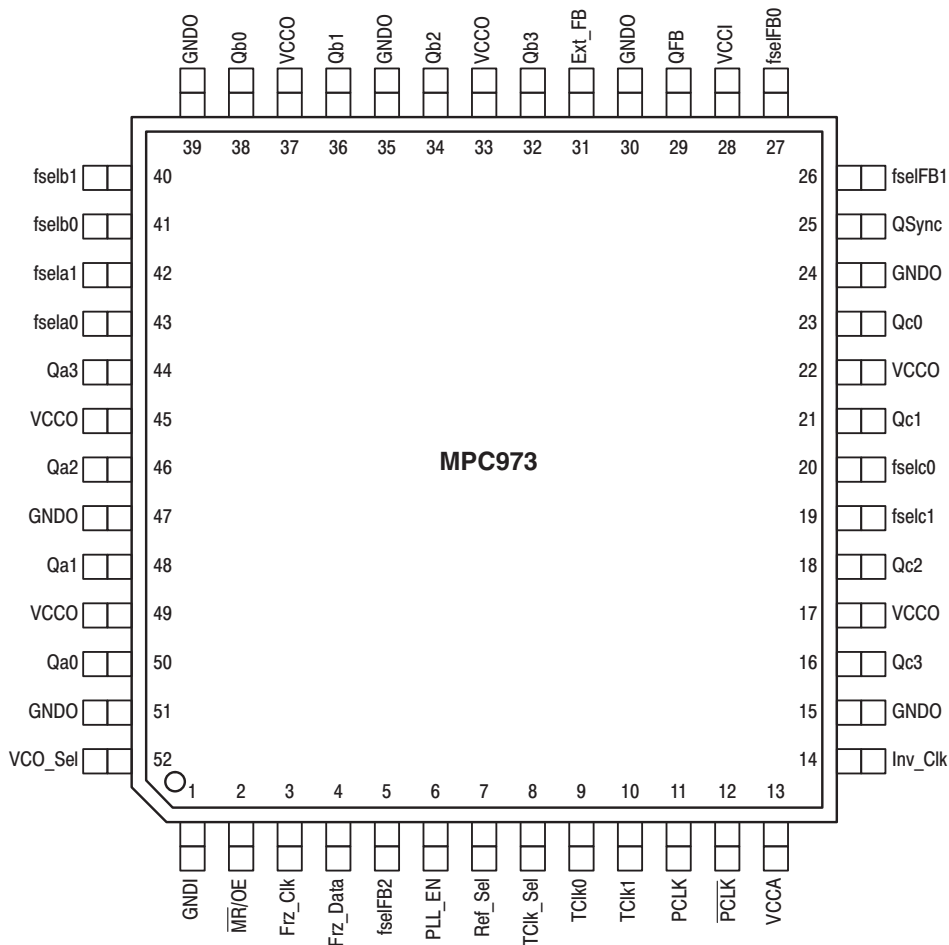 GNDO Qb0 VCCO Qb1 GNDO Qb2 VCCO Qb3 Ext_FB GNDO QFB VCCI fselFB0
39 38 37 36 35 34 33 32 31 30 29 28 27
fselb1 40 26 fselFB1
fselb0 41 25 QSync
fsela1 42 24 GNDO
fsela0 43 23 Qc0
Qa3 44 22 VCCO
VCCO 45 21 Qc1
MPC973
Qa2 46 20 fselc0
GNDO 47 19 fselc1
Qa1 48 18 Qc2
VCCO 49 17 VCCO
Qa0 50 16 Qc3
GNDO 51 15 GNDO
VCO_Sel 52 14 Inv_Clk
1 2 3 4 5 6 7 8 9 10 11 12 13
GNDI M̅R̅/OE Frz_Clk Frz_Data fselFB2 PLL_EN Ref_Sel TClk_Sel TClk0 TClk1 PCLK P̅C̅L̅K̅ VCCA